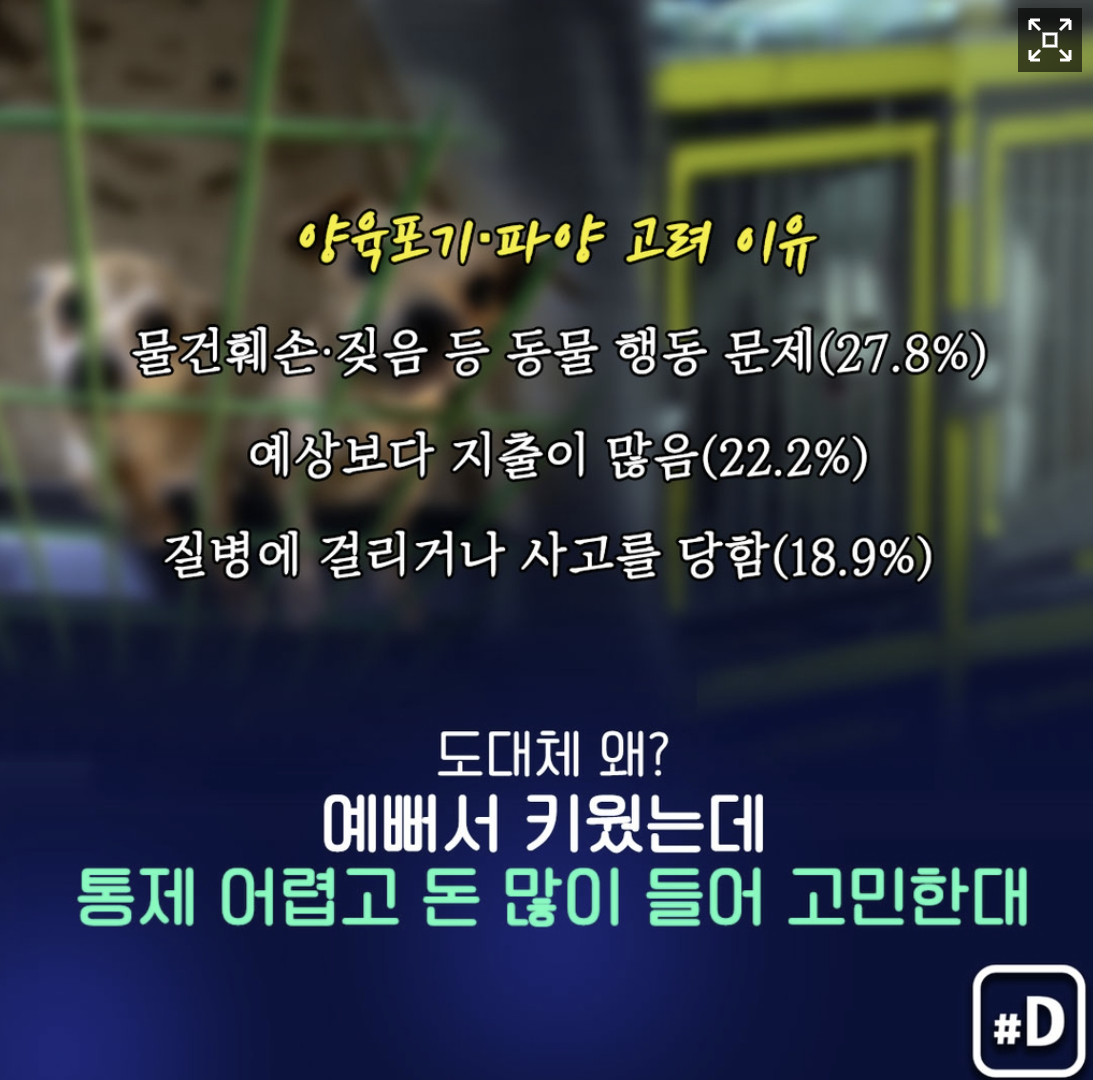 양육포기·파양 고려 이유
물건훼손·짖음 등 동물 행동 문제(27.8%)
예상보다 지출이 많음(22.2%)
질병에 걸리거나 사고를 당함(18.9%)
도대체 왜?
예뻐서 키웠는데
통제 어렵고 돈 많이 들어 고민한대
#D